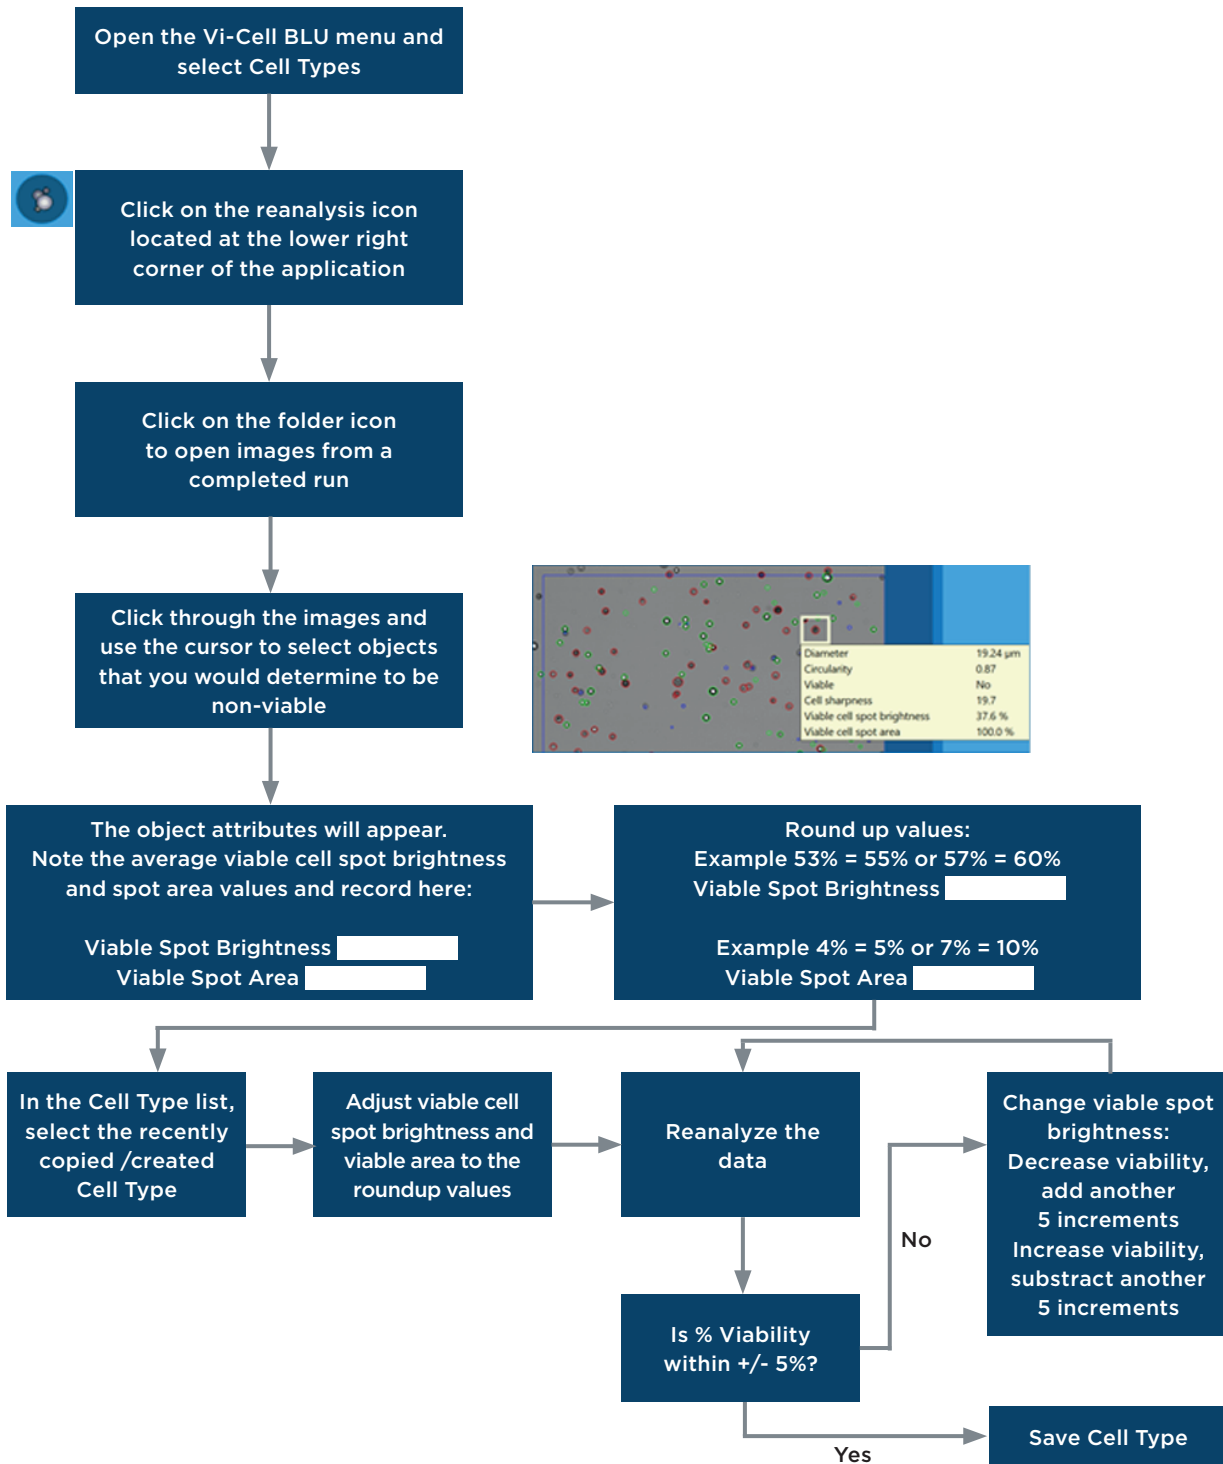 Open the Vi-Cell BLU menu and
select Cell Types
Click on the reanalysis icon
located at the lower right
corner of the application
Click on the folder icon
to open images from a
completed run
Click through the images and
use the cursor to select objects
that you would determine to be
non-viable
Diameter 19.24 µm
Circularity 0.87
Viable No
Cell sharpness 19.7
Viable cell spot brightness 37.6 %
Viable cell spot area 100.0 %
The object attributes will appear.
Note the average viable cell spot brightness
and spot area values and record here:
Viable Spot Brightness
Viable Spot Area
Round up values:
Example 53% = 55% or 57% = 60%
Viable Spot Brightness
Example 4% = 5% or 7% = 10%
Viable Spot Area
In the Cell Type list,
select the recently
copied /created
Cell Type
Adjust viable cell
spot brightness and
viable area to the
roundup values
Reanalyze the
data
Change viable spot
brightness:
Decrease viability,
add another
5 increments
Increase viability,
substract another
5 increments
No
Is % Viability
within +/- 5%?
Yes
Save Cell Type